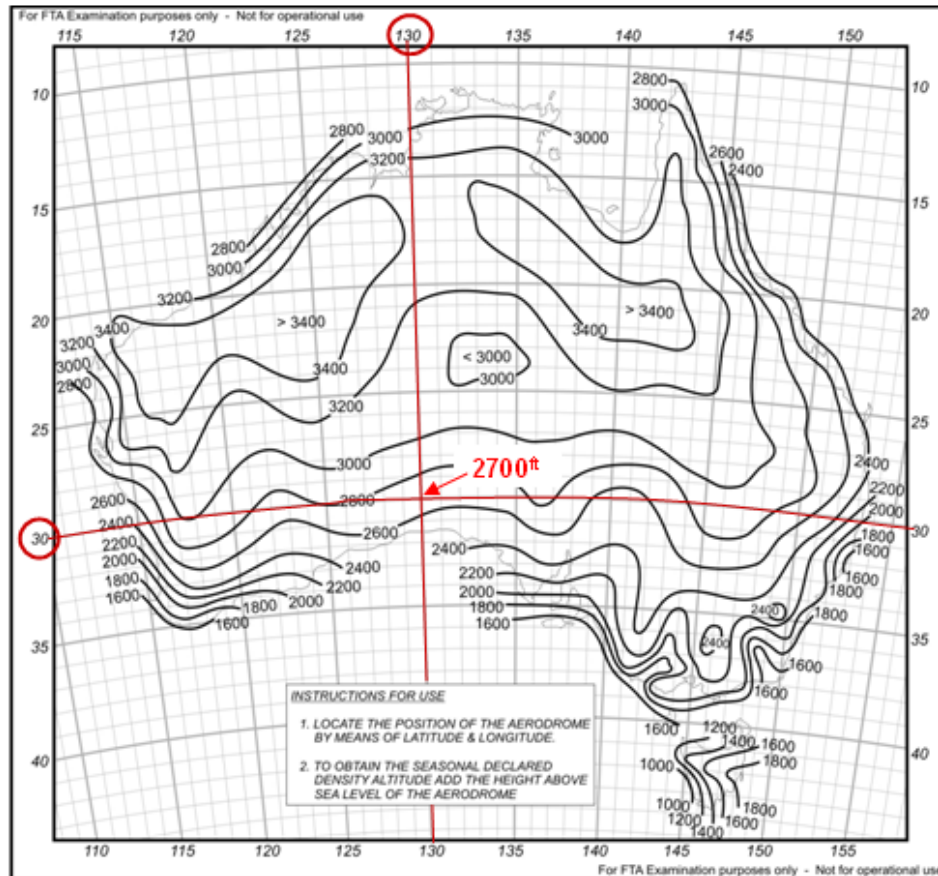 For FTA Examination purposes only - Not for operational use
115 120 125 130 135 140 145 150
10 10
2800
3000
2800 3000 3000 2600
3200 2400
15 15
2800
3000
3200
20 > 3400 > 3400 20
3400 3400
3200 < 3000
3000 3400 3000
2800 3200
25 25
3000 2700ft 2400
2600 2800 2200
2400 2600 2000
30 2200 2400 1800 30
2000 2400 2200 1600
1800 2200 2000 1600
1600 1800 2000 1800 2400 1800
1600 1600 2400
35 35
1600
1600
INSTRUCTIONS FOR USE
1. LOCATE THE POSITION OF THE AERODROME
BY MEANS OF LATITUDE & LONGITUDE.
2. TO OBTAIN THE SEASONAL DECLARED
DENSITY ALTITUDE ADD THE HEIGHT ABOVE
SEA LEVEL OF THE AERODROME
1600 1200
1400 1600
40 1800 40
1000
1000 1800
1200 1600
1400
110 115 120 125 130 135 140 145 150 155
For FTA Examination purposes only - Not for operational use